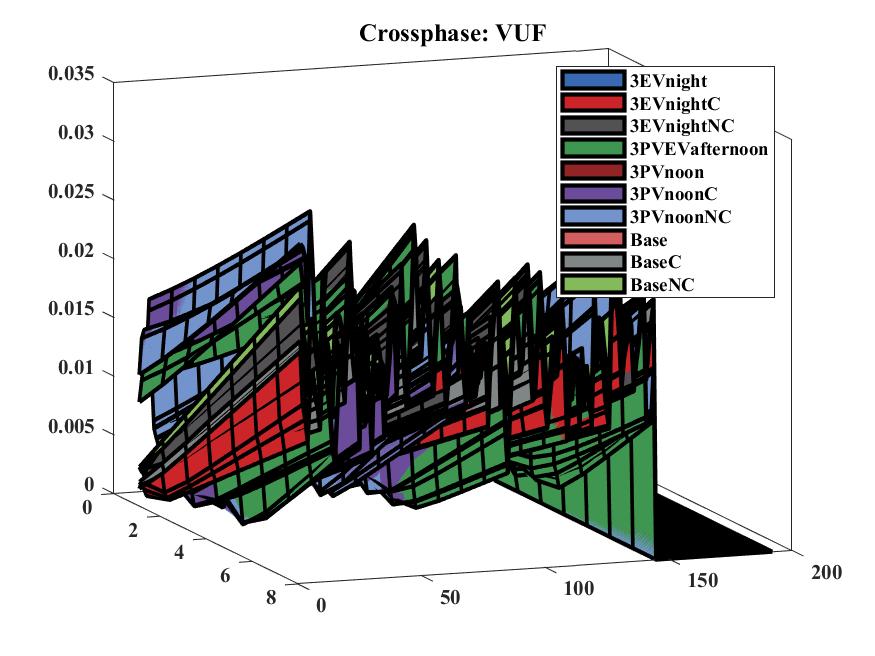 Crossphase: VUF
0.035
0.03
0.025
0.02
0.015
0.01
0.005
0
0
2
4
6
8
0
50
100
150
200
3EVnight
3EVnightC
3EVnightNC
3PVEVafternoon
3PVnoon
3PVnoonC
3PVnoonNC
Base
BaseC
BaseNC